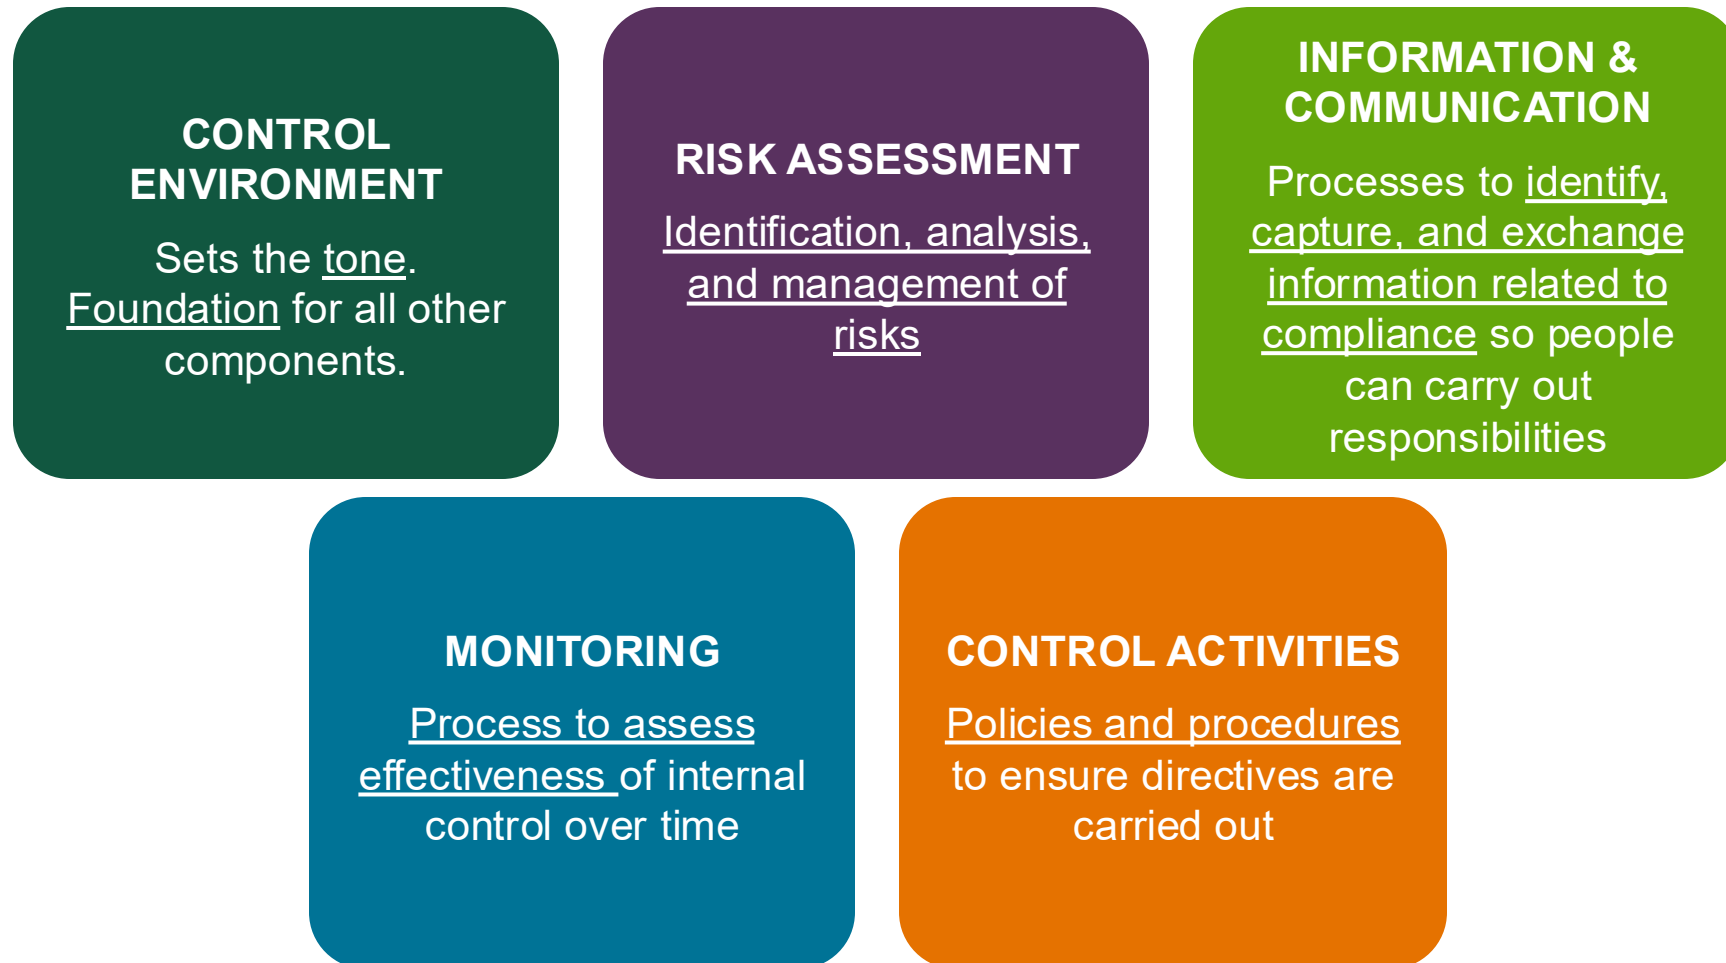 CONTROL
ENVIRONMENT
Sets the tone.
Foundation for all other
components.
RISK ASSESSMENT
Identification, analysis,
and management of
risks
INFORMATION &
COMMUNICATION
Processes to identify,
capture, and exchange
information related to
compliance so people
can carry out
responsibilities
MONITORING
Process to assess
effectiveness of internal
control over time
CONTROL ACTIVITIES
Policies and procedures
to ensure directives are
carried out